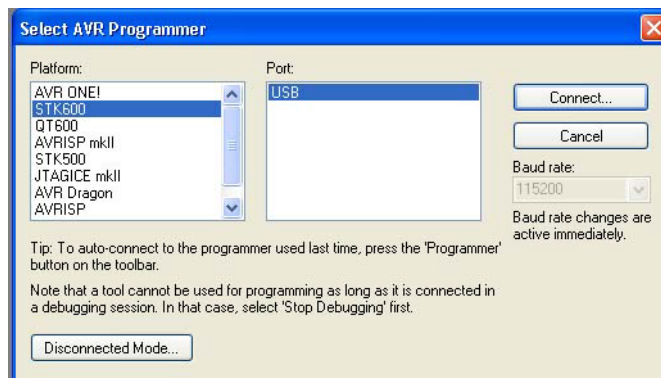 Select AVR Programmer
Platform:
AVR ONE!
STK600
QT600
AVRISP mkII
STK500
JTAGICE mkII
AVR Dragon
AVRISP
Port:
USB
Connect...
Cancel
Baud rate:
115200
Baud rate changes are
active immediately.
Tip: To auto-connect to the programmer used last time, press the 'Programmer'
button on the toolbar.
Note that a tool cannot be used for programming as long as it is connected in
a debugging session. In that case, select 'Stop Debugging' first.
Disconnected Mode...